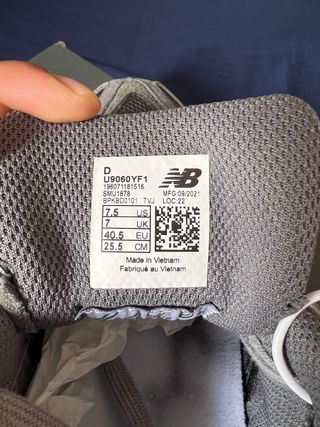 D
U9060YF1
196071181516
SMU1878
BPKBD0101 TVJ
NB
MFG:09/2021
LOC:22
7.5 US
7 UK
40.5 EU
25.5 CM
Made in Vietnam
Fabriqué au Vietnam